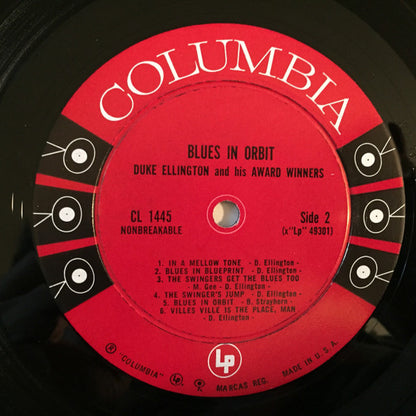 COLUMBIA
BLUES IN ORBIT
DUKE ELLINGTON and his AWARD WINNERS
CL 1445
NONBREAKABLE
Side 2
(x"Lp" 49301)
1. IN A MELLOW TONE - D. Ellington -
2. BLUES IN BLUEPRINT - D. Ellington -
3. THE SWINGERS GET THE BLUES TOO
- M. Gee - D. Ellington -
4. THE SWINGER'S JUMP - D. Ellington -
5. BLUES IN ORBIT - B. Strayhorn -
6. VILLES VILLE IS THE PLACE, MAN
- D. Ellington -
Lp
® "COLUMBIA" MARCAS REG. MADE IN U.S.A.